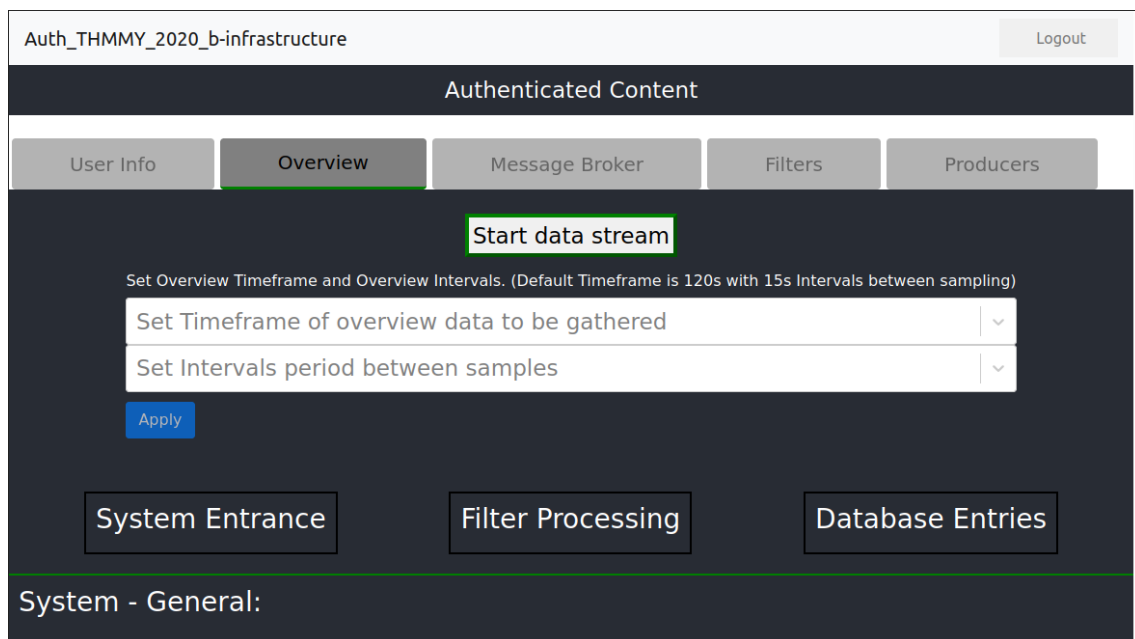 Auth_THMMY_2020_b-infrastructure
Logout
Authenticated Content
User Info
Overview
Message Broker
Filters
Producers
Start data stream
Set Overview Timeframe and Overview Intervals. (Default Timeframe is 120s with 15s Intervals between sampling)
Set Timeframe of overview data to be gathered
Set Intervals period between samples
Apply
System Entrance
Filter Processing
Database Entries
System - General: